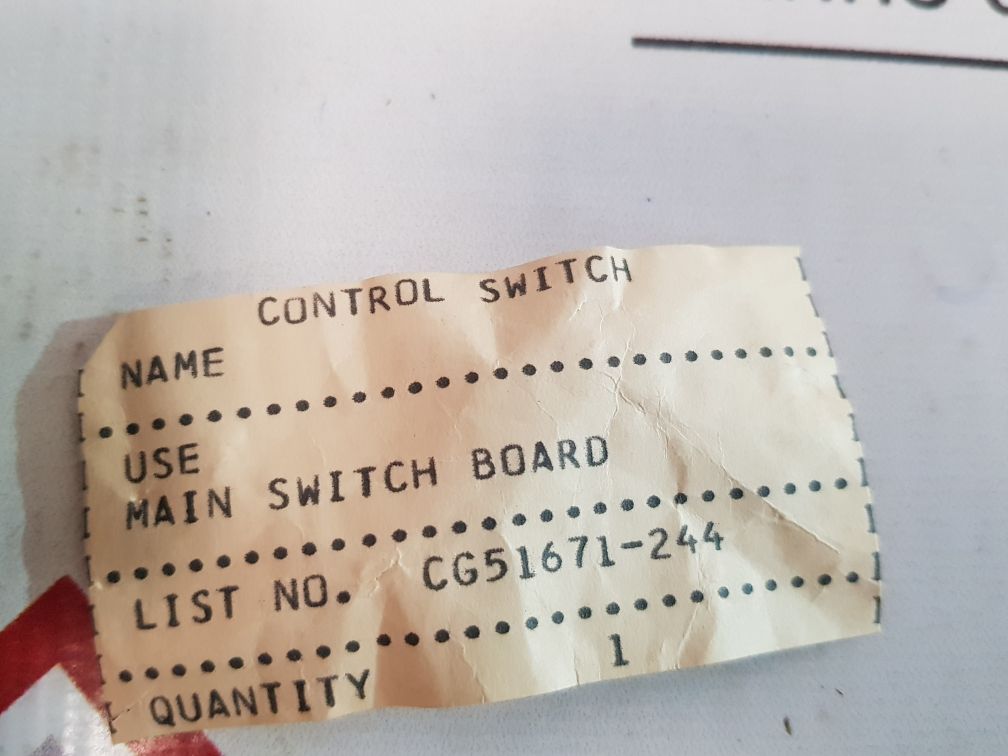 CONTROL SWITCH
NAME
USE
MAIN SWITCH BOARD
LIST NO. CG51671-244
QUANTITY 1